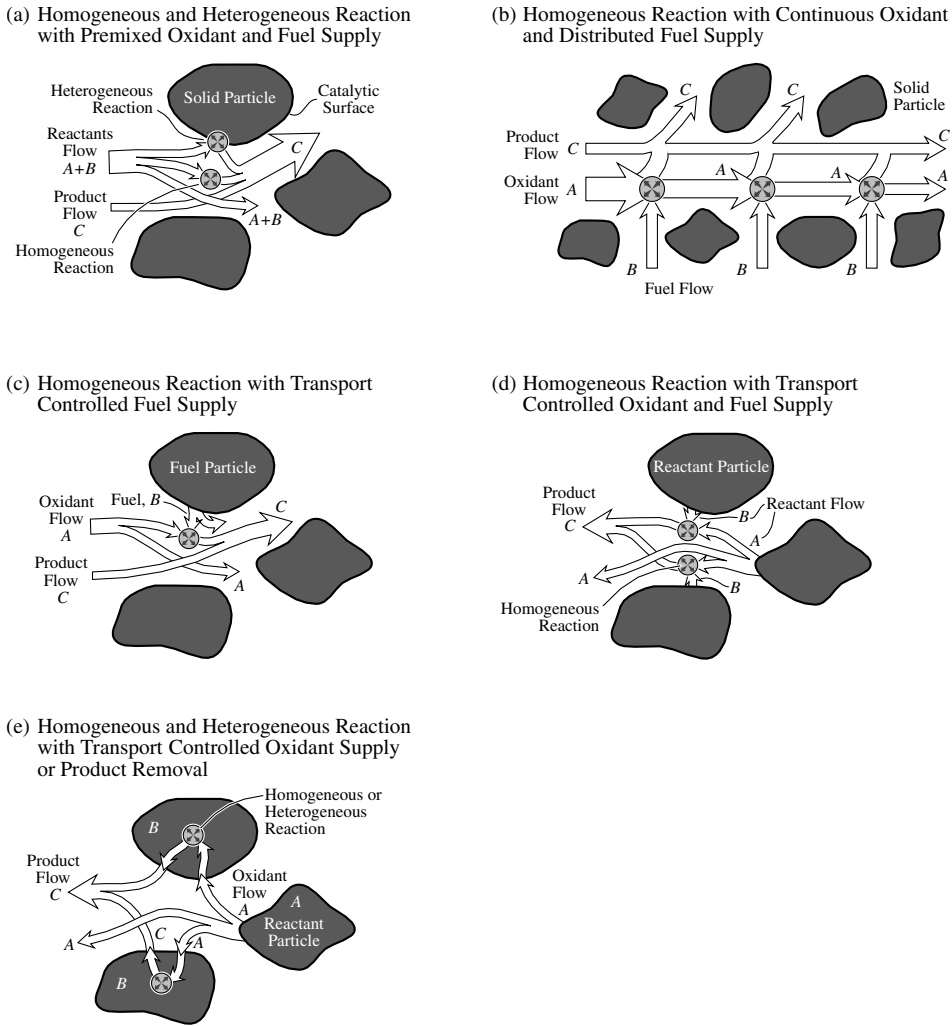 (a) Homogeneous and Heterogeneous Reaction
with Premixed Oxidant and Fuel Supply
Heterogeneous
Reaction
Solid Particle
Catalytic
Surface
Reactants
Flow
A+B
C
Product
Flow
C
A+B
Homogeneous
Reaction
(b) Homogeneous Reaction with Continuous Oxidant
and Distributed Fuel Supply
C
C
Solid
Particle
Product
Flow
C
C
Oxidant
Flow
A
A
A
A
B
B
B
Fuel Flow
(c) Homogeneous Reaction with Transport
Controlled Fuel Supply
Fuel Particle
Fuel, B
C
Oxidant
Flow
A
Product
Flow
C
A
(d) Homogeneous Reaction with Transport
Controlled Oxidant and Fuel Supply
Reactant Particle
Product
Flow
C
B
Reactant Flow
A
A
B
Homogeneous
Reaction
(e) Homogeneous and Heterogeneous Reaction
with Transport Controlled Oxidant Supply
or Product Removal
Homogeneous or
Heterogeneous
Reaction
B
Product
Flow
C
Oxidant
Flow
A
A
Reactant
Particle
A
C
A
B